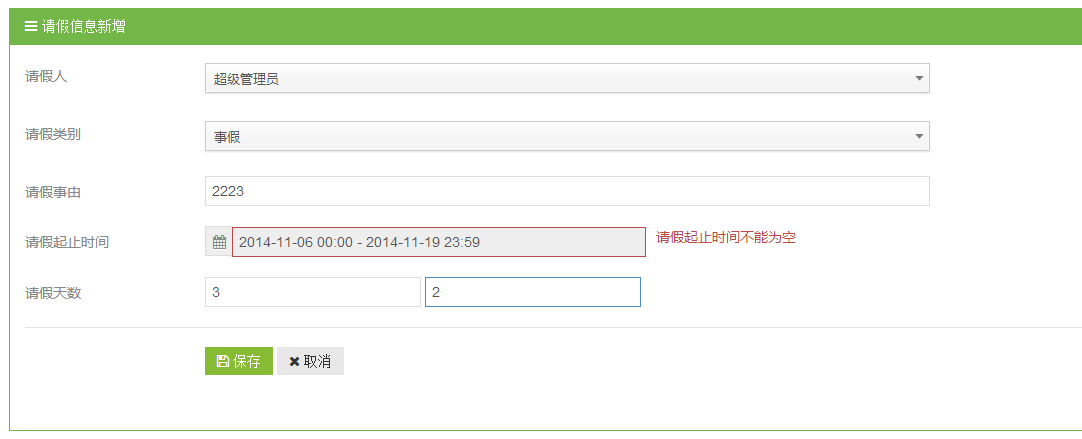 请假信息新增
请假人 超级管理员
请假类别 事假
请假事由 2223
请假起止时间 2014-11-06 00:00 - 2014-11-19 23:59 请假起止时间不能为空
请假天数 3 2
保存 取消